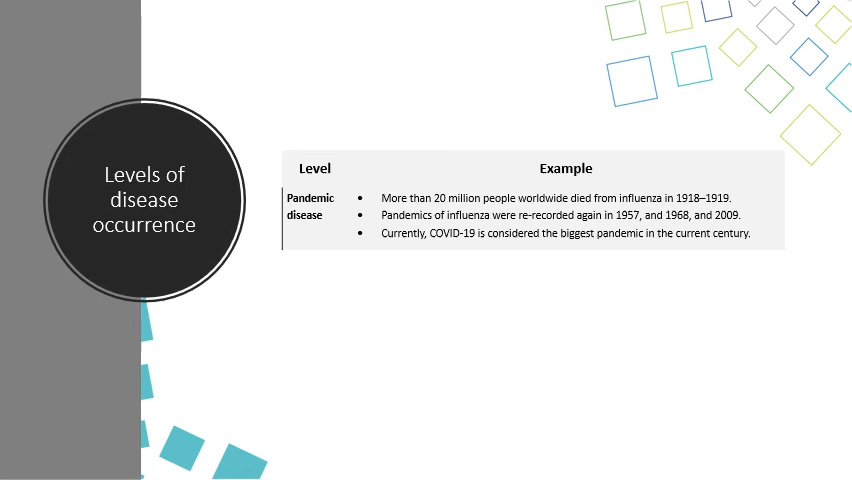 Levels of
disease
occurrence
Level Example
Pandemic
disease
• More than 20 million people worldwide died from influenza in 1918–1919.
• Pandemics of influenza were re-recorded again in 1957, and 1968, and 2009.
• Currently, COVID-19 is considered the biggest pandemic in the current century.